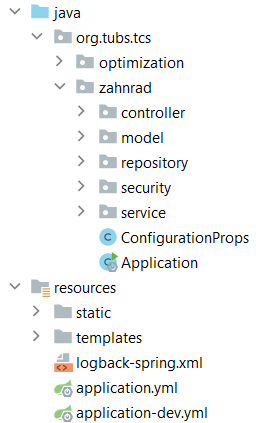 java
org.tubs.tcs
optimization
zahnrad
controller
model
repository
security
service
ConfigurationProps
Application
resources
static
templates
logback-spring.xml
application.yml
application-dev.yml